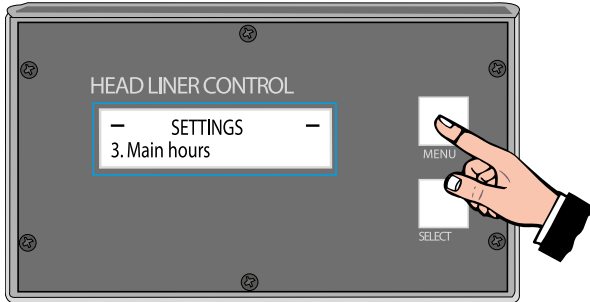 HEAD LINER CONTROL
– SETTINGS –
3. Main hours
MENU
SELECT